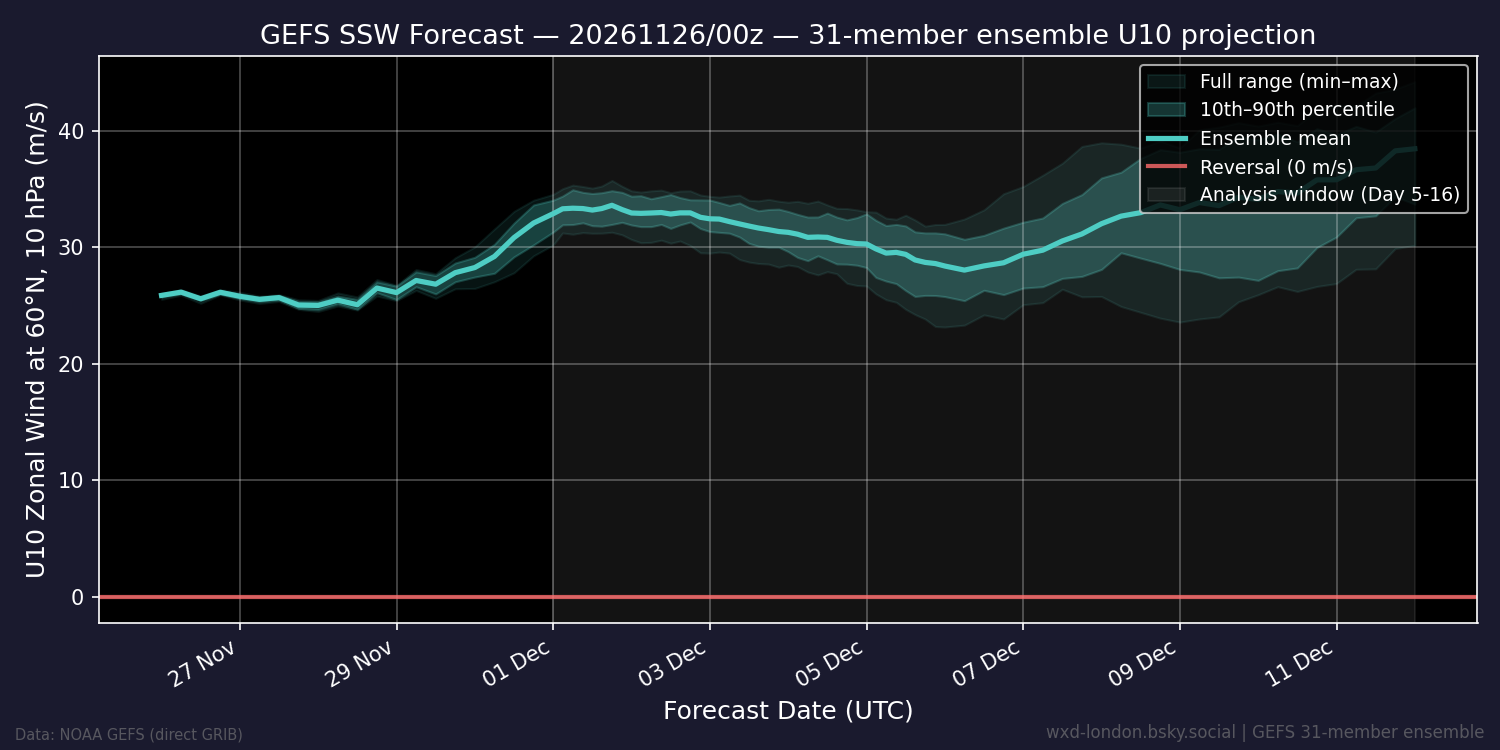 GEFS SSW Forecast — 20261126/00z — 31-member ensemble U10 projection
Full range (min–max)
10th–90th percentile
Ensemble mean
Reversal (0 m/s)
Analysis window (Day 5-16)
U10 Zonal Wind at 60°N, 10 hPa (m/s)
40
30
20
10
0
27 Nov
29 Nov
01 Dec
03 Dec
05 Dec
07 Dec
09 Dec
11 Dec
Forecast Date (UTC)
Data: NOAA GEFS (direct GRIB)
wxd-london.bsky.social | GEFS 31-member ensemble